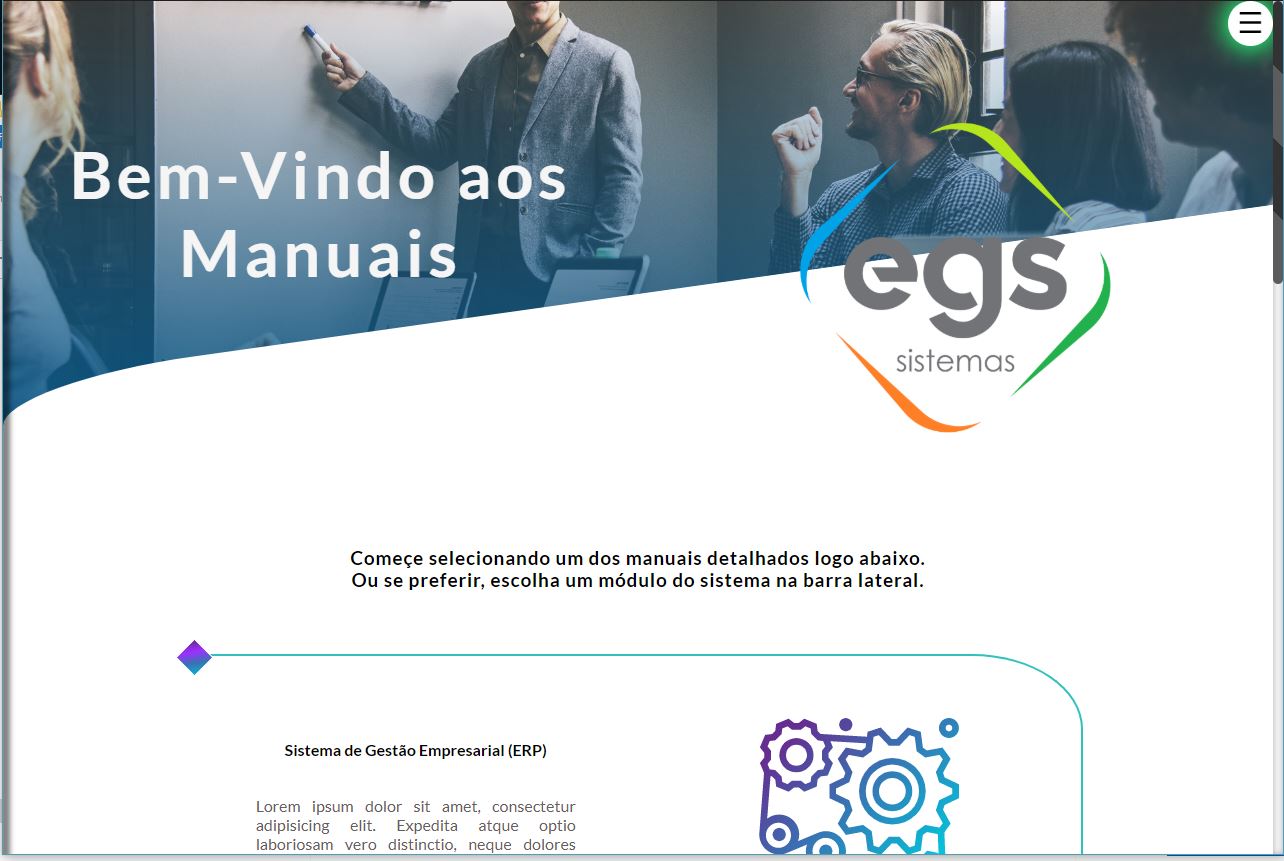 Bem-Vindo aos
Manuais
egs
sistemas
Começe selecionando um dos manuais detalhados logo abaixo.
Ou se preferir, escolha um módulo do sistema na barra lateral.
Sistema de Gestão Empresarial (ERP)
Lorem ipsum dolor sit amet, consectetur
adipisicing elit. Expedita atque optio
laboriosam vero distinctio, neque dolores